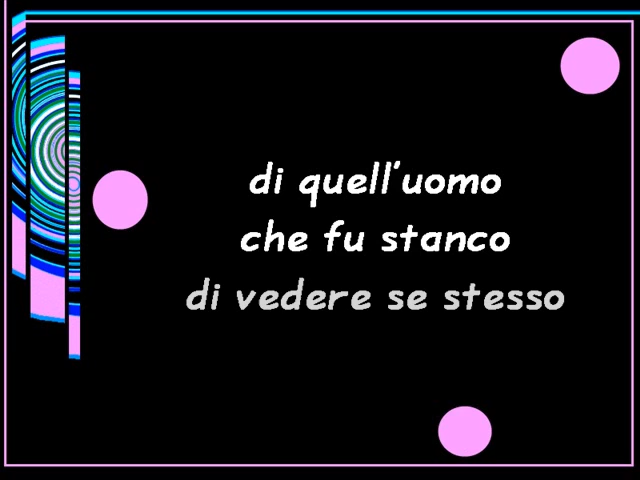 di quell'uomo
che fu stanco
di vedere se stesso